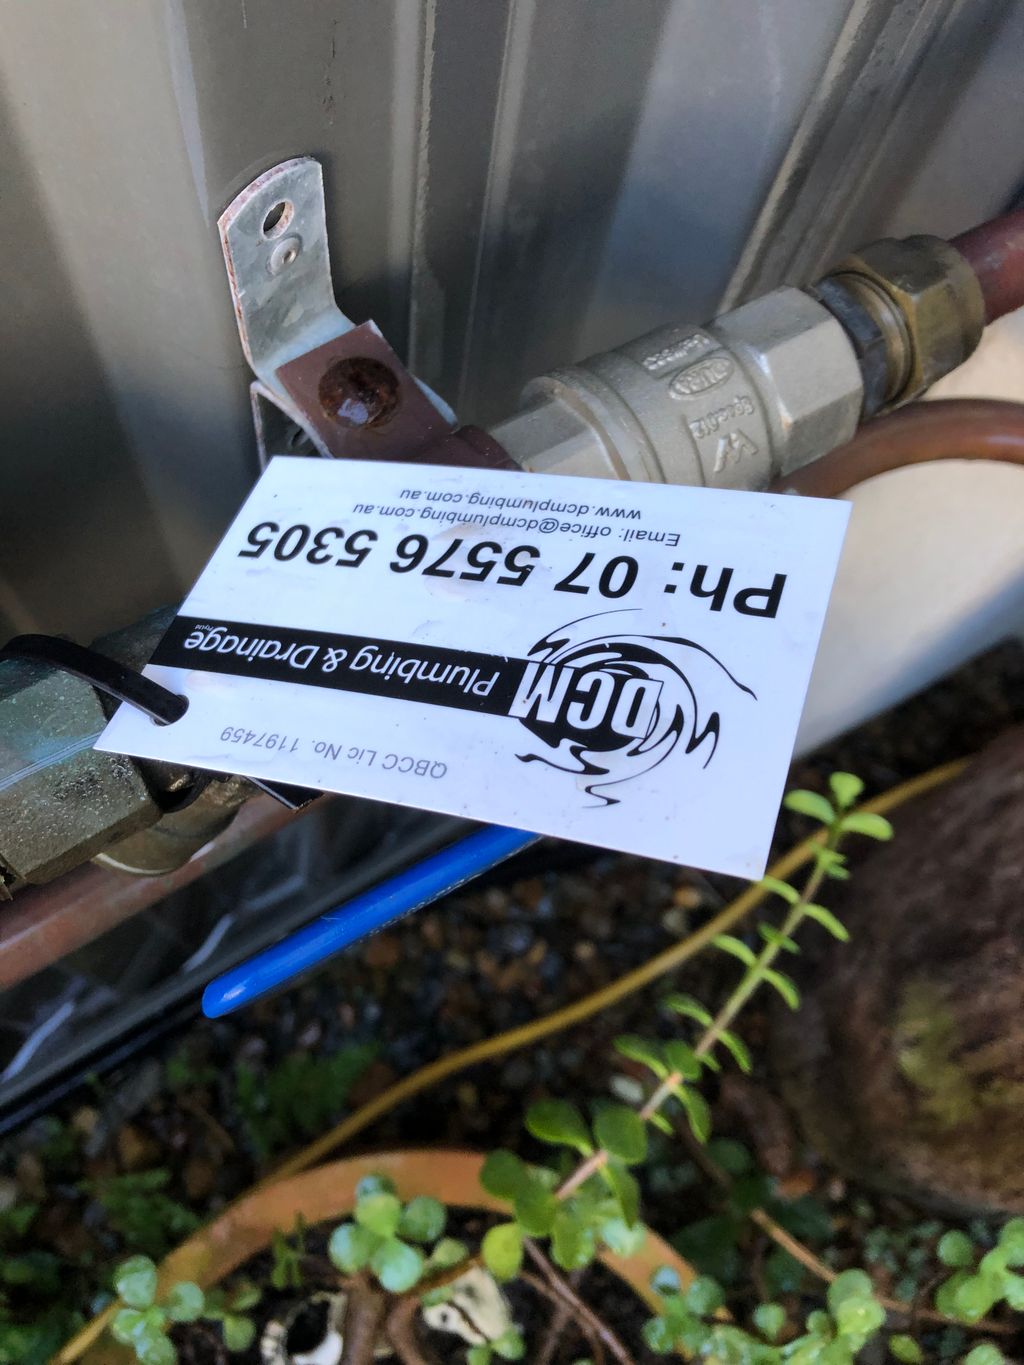 QBCC Lic No. 1197459
DCM Plumbing & Drainage Pty Ltd
Ph: 07 5576 5305
Email: office@dcmplumbing.com.au
www.dcmplumbing.com.au